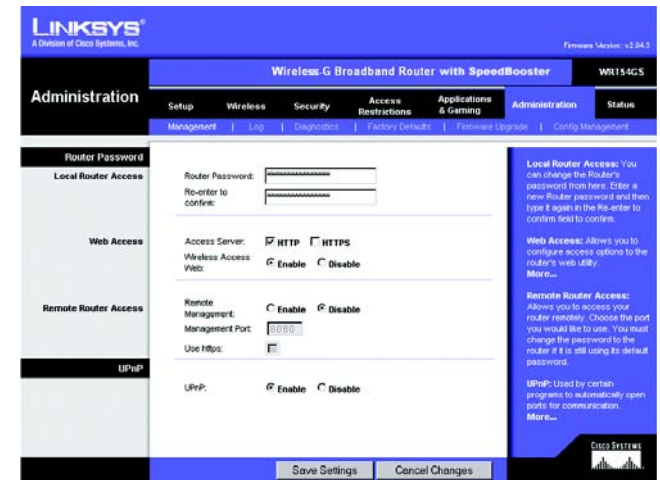 LINKSYS®
A Division of Cisco Systems, Inc.
Firmware Version: v2.04.3
Wireless-G Broadband Router with SpeedBooster
WRT54GS
Administration
Setup
Wireless
Security
Access Restrictions
Applications & Gaming
Administration
Status
Management | Log | Diagnostics | Factory Defaults | Firmware Upgrade | Config Management
Router Password
Local Router Access
Router Password:
Re-enter to
confirm:
Web Access
Access Server: HTTP HTTPS
Wireless Access
Web: Enable Disable
Remote Router Access
Remote
Management: Enable Disable
Management Port: 8080
Use https:
UPnP
UPnP: Enable Disable
Local Router Access: You
can change the Router's
password from here. Enter a
new Router password and then
type it again in the Re-enter to
confirm field to confirm.
Web Access: Allows you to
configure access options to the
router's web utility.
More...
Remote Router Access:
Allows you to access your
router remotely. Choose the port
you would like to use. You must
change the password to the
router if it is still using its default
password.
UPnP: Used by certain
programs to automatically open
ports for communication.
More...
Save Settings
Cancel Changes
CISCO SYSTEMS